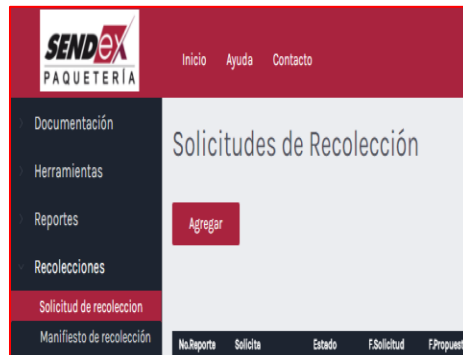 SENDEX
PAQUETERÍA
Inicio Ayuda Contacto
Documentación
Herramientas
Reportes
Recolecciones
Solicitud de recoleccion
Manifiesto de recolección
Solicitudes de Recolección
Agregar
No.Reporte Solicita Estado F.Solicitud F.Propuest